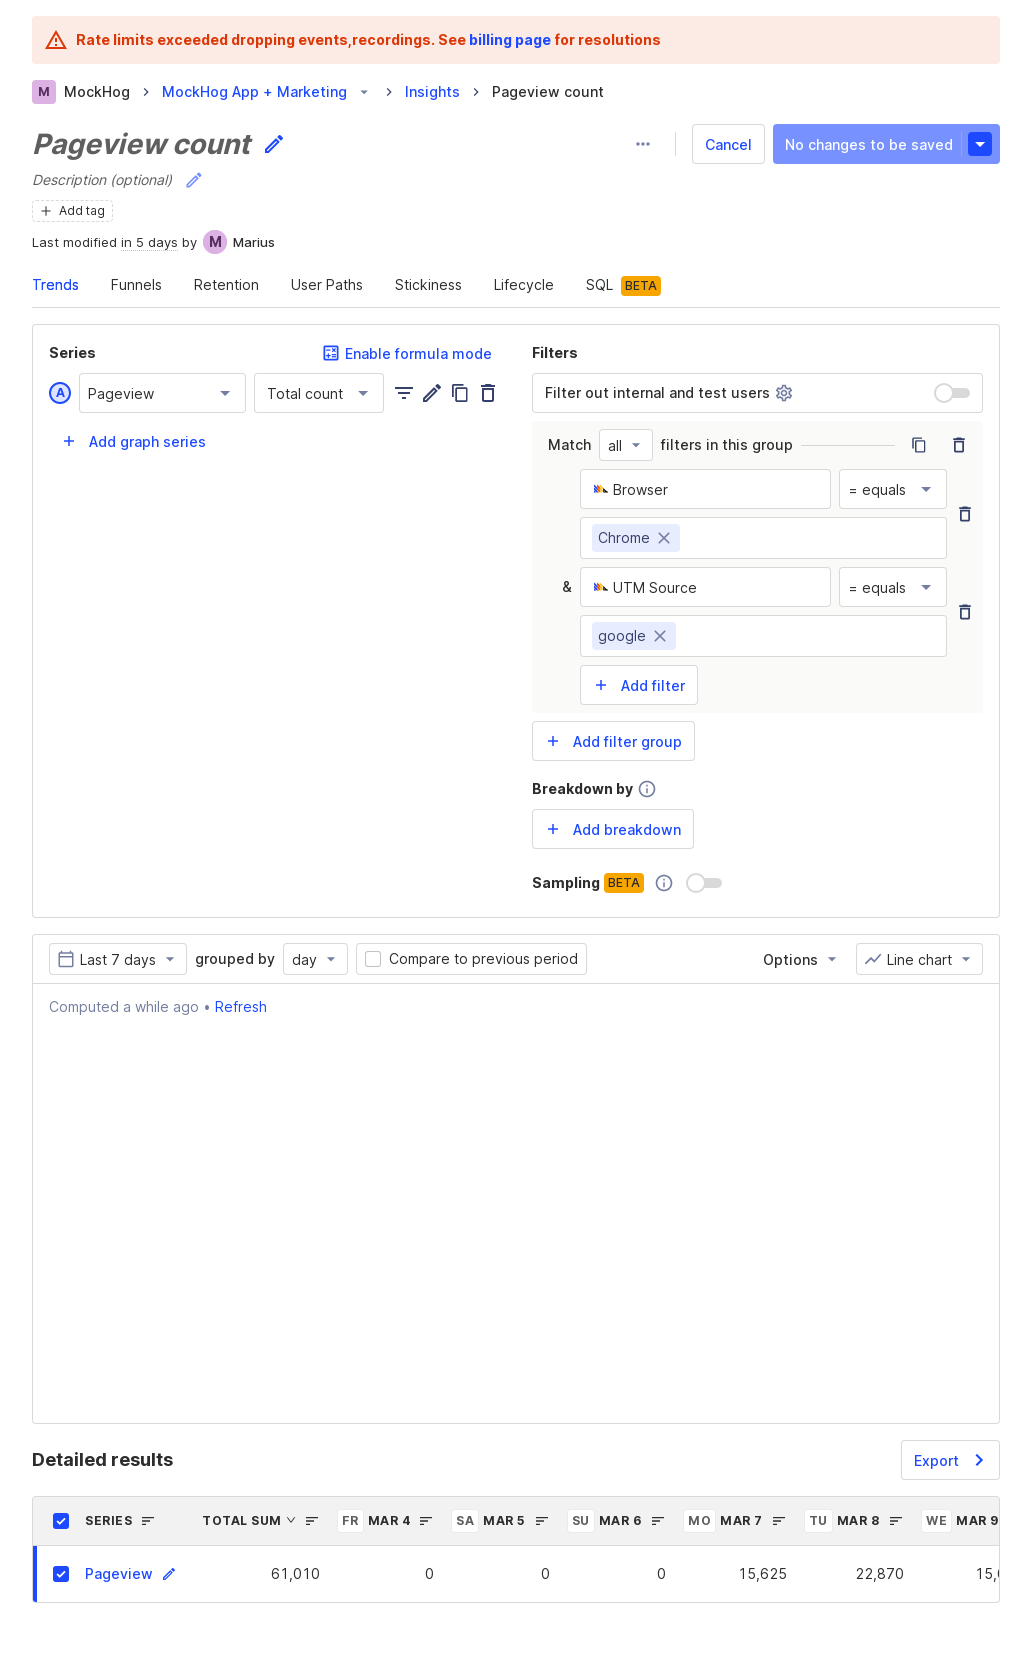 Rate limits exceeded dropping events,recordings. See billing page for resolutions
M MockHog MockHog App + Marketing Insights Pageview count
Pageview count Cancel No changes to be saved
Description (optional)
Add tag
Last modified in 5 days by M Marius
Trends Funnels Retention User Paths Stickiness Lifecycle SQL BETA
Series Enable formula mode
A Pageview Total count
Add graph series
Filters
Filter out internal and test users
Match all filters in this group
Browser = equals
Chrome
& UTM Source = equals
google
Add filter
Add filter group
Breakdown by
Add breakdown
Sampling BETA
Last 7 days grouped by day Compare to previous period Options Line chart
Computed a while ago • Refresh
Detailed results Export
SERIES TOTAL SUM FR MAR 4 SA MAR 5 SU MAR 6 MO MAR 7 TU MAR 8 WE MAR 9
Pageview 61,010 0 0 0 15,625 22,870